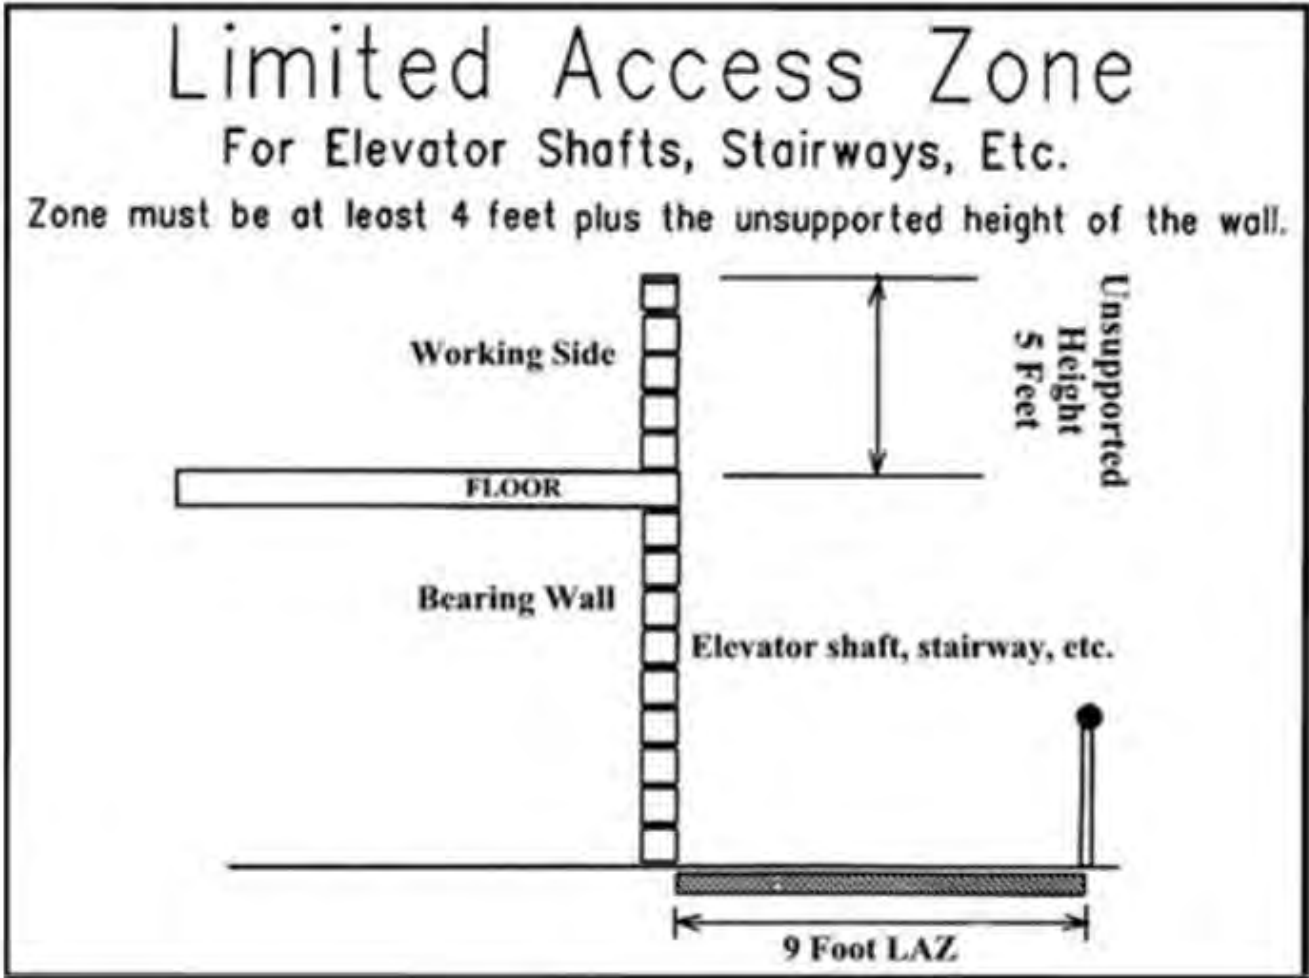 Limited Access Zone
For Elevator Shafts, Stairways, Etc.
Zone must be at least 4 feet plus the unsupported height of the wall.
Working Side
Unsupported
Height
5 Feet
FLOOR
Bearing Wall
Elevator shaft, stairway, etc.
9 Foot LAZ